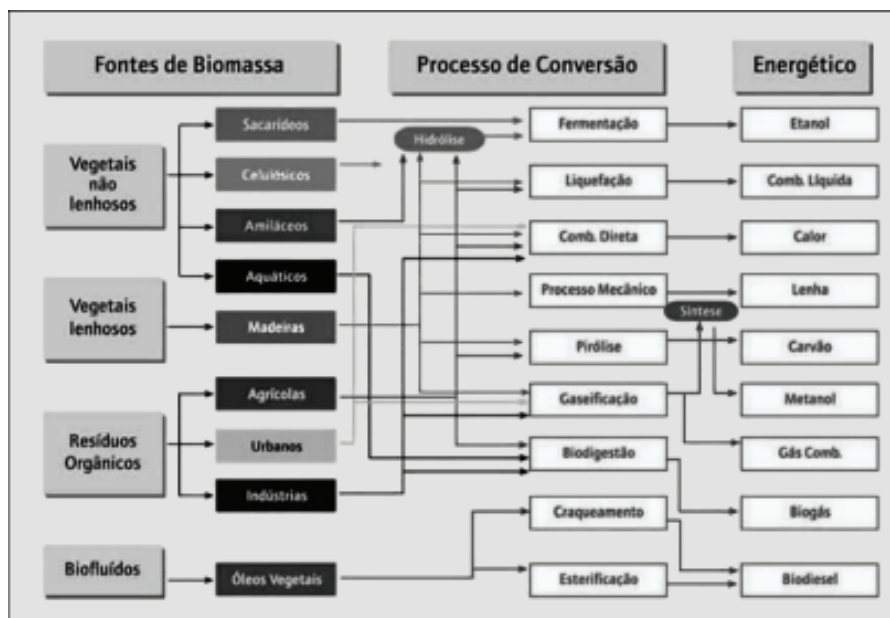 Fontes de Biomassa
Processo de Conversão
Energético
Vegetais
não
lenhosos
Sacarídeos
Celulósicos
Amiláceos
Aquáticos
Vegetais
lenhosos
Madeiras
Resíduos
Orgânicos
Agrícolas
Urbanos
Indústrias
Biofluídos
Óleos Vegetais
Hidrólise
Fermentação
Liquefação
Comb. Direta
Processo Mecânico
Pirólise
Gaseificação
Biodigestão
Craqueamento
Esterificação
Síntese
Etanol
Comb. Líquida
Calor
Lenha
Carvão
Metanol
Gás Comb.
Biogás
Biodiesel